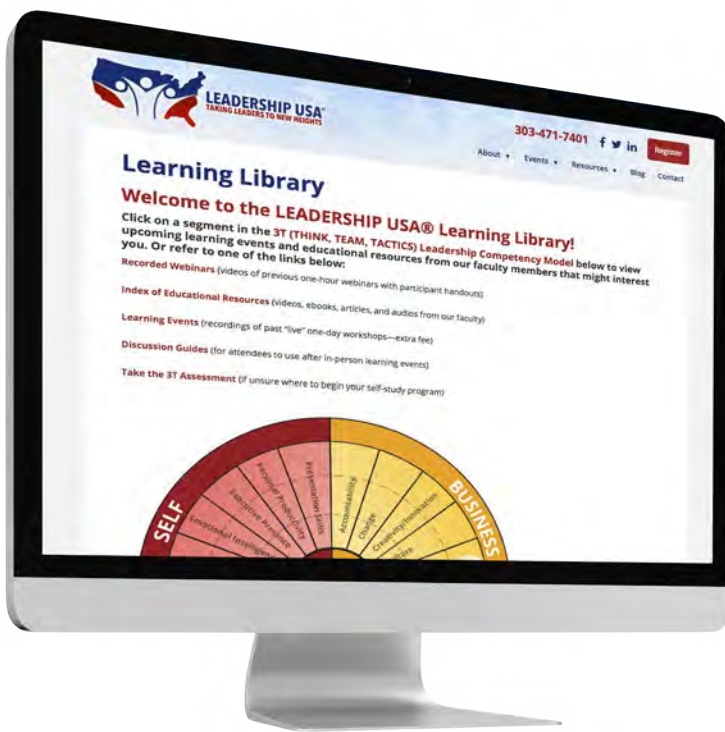 LEADERSHIP USA®
TAKING LEADERS TO NEW HEIGHTS
303-471-7401
Register
About Events Resources Blog Contact
Learning Library
Welcome to the LEADERSHIP USA® Learning Library!
Click on a segment in the 3T (THINK, TEAM, TACTICS) Leadership Competency Model below to view
upcoming learning events and educational resources from our faculty members that might interest
you. Or refer to one of the links below:
Recorded Webinars (videos of previous one-hour webinars with participant handouts)
Index of Educational Resources (videos, ebooks, articles, and audios from our faculty)
Learning Events (recordings of past "live" one-day workshops—extra fee)
Discussion Guides (for attendees to use after in-person learning events)
Take the 3T Assessment (if unsure where to begin your self-study program)
SELF
Emotional Intelligence
Executive Presence
Personal Productivity
Presentation Skills
Accountability
Change
Creativity/Innovation
BUSINESS